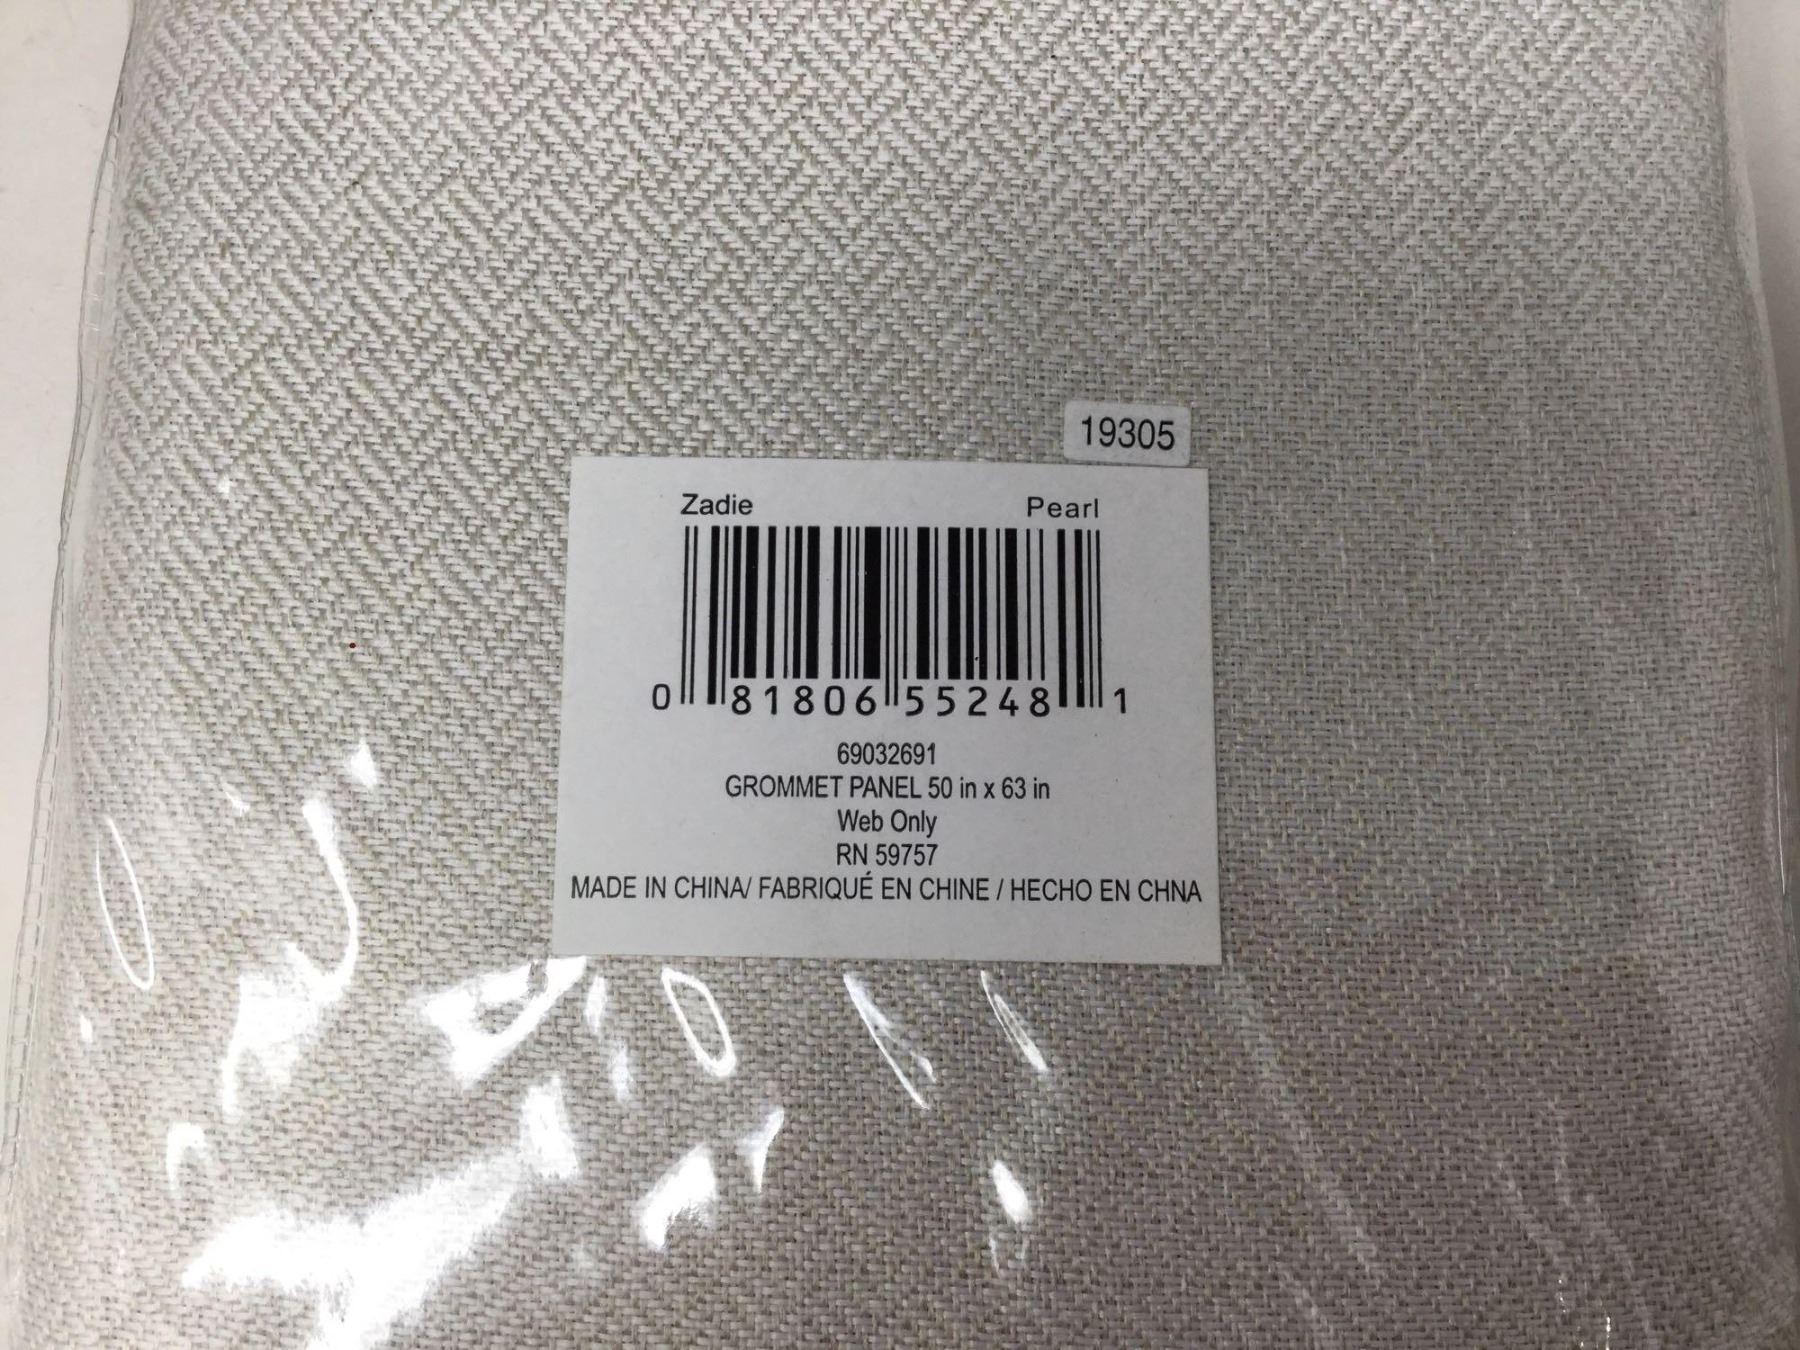 19305
Zadie Pearl
0 81806 55248 1
69032691
GROMMET PANEL 50 in x 63 in
Web Only
RN 59757
MADE IN CHINA/ FABRIQUÉ EN CHINE / HECHO EN CHNA